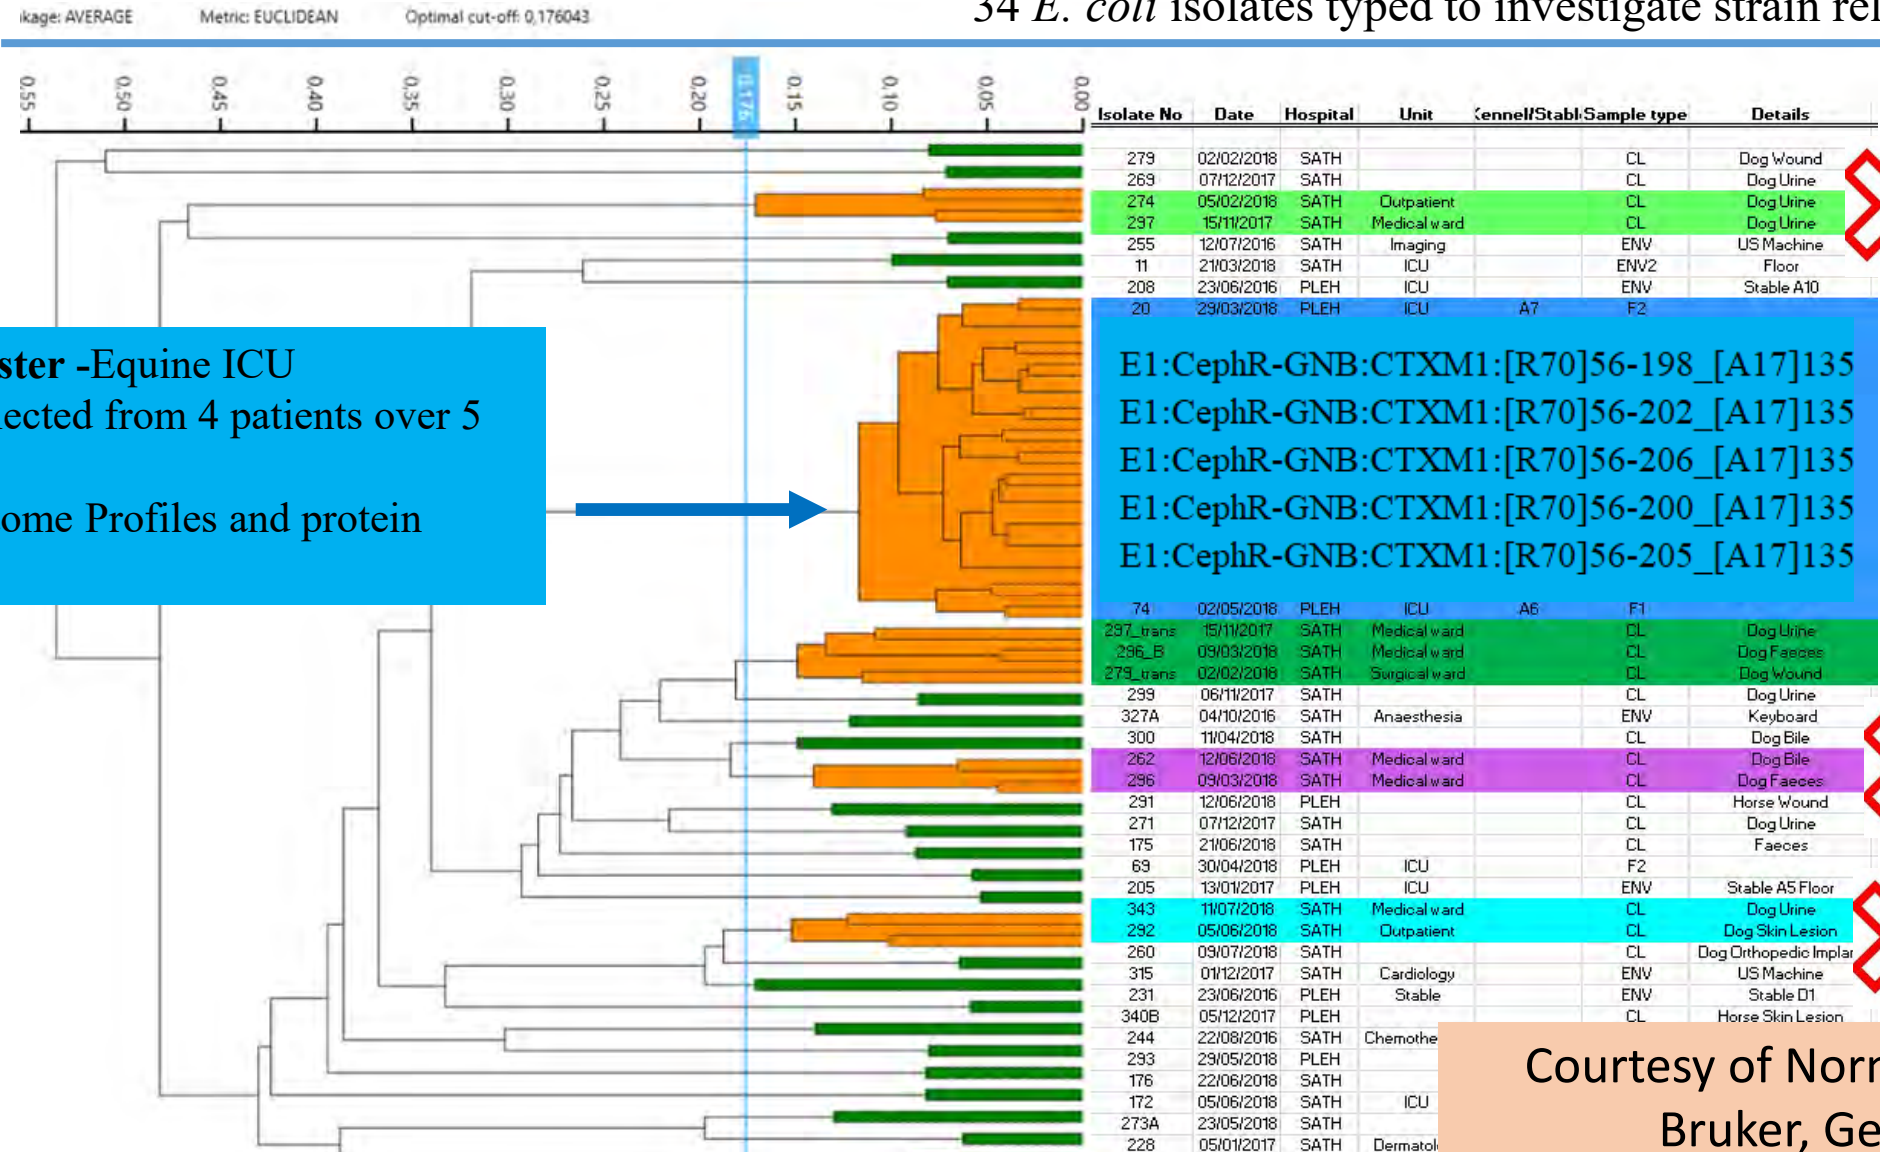 34 E. coli isolates typed to investigate strain rel
ikage: AVERAGE Metric: EUCLIDEAN Optimal cut-off: 0,176043
0,55 0,50 0,45 0,40 0,35 0,30 0,25 0,20 0,176 0,15 0,10 0,05 0,00
Isolate No Date Hospital Unit Kennel/Stabl Sample type Details
279 02/02/2018 SATH CL Dog Wound
269 07/12/2017 SATH CL Dog Urine
274 05/02/2018 SATH Outpatient CL Dog Urine
297 15/11/2017 SATH Medical ward CL Dog Urine
255 12/07/2016 SATH Imaging ENV US Machine
11 21/03/2018 SATH ICU ENV2 Floor
208 23/06/2016 PLEH ICU ENV Stable A10
20 29/03/2018 PLEH ICU A7 F2
ster -Equine ICU
lected from 4 patients over 5
ome Profiles and protein
E1:CephR-GNB:CTXM1:[R70]56-198_[A17]135
E1:CephR-GNB:CTXM1:[R70]56-202_[A17]135
E1:CephR-GNB:CTXM1:[R70]56-206_[A17]135
E1:CephR-GNB:CTXM1:[R70]56-200_[A17]135
E1:CephR-GNB:CTXM1:[R70]56-205_[A17]135
74 02/05/2018 PLEH ICU A6 F1
297_trans 15/11/2017 SATH Medical ward CL Dog Urine
296_B 09/03/2018 SATH Medical ward CL Dog Faeces
279_trans 02/02/2018 SATH Surgical ward CL Dog Wound
299 06/11/2017 SATH CL Dog Urine
327A 04/10/2016 SATH Anaesthesia ENV Keyboard
300 11/04/2018 SATH CL Dog Bile
262 12/06/2018 SATH Medical ward CL Dog Bile
296 09/03/2018 SATH Medical ward CL Dog Faeces
291 12/06/2018 PLEH CL Horse Wound
271 07/12/2017 SATH CL Dog Urine
175 21/06/2018 SATH CL Faeces
69 30/04/2018 PLEH ICU F2
205 13/01/2017 PLEH ICU ENV Stable A5 Floor
343 11/07/2018 SATH Medical ward CL Dog Urine
292 05/06/2018 SATH Outpatient CL Dog Skin Lesion
260 09/07/2018 SATH CL Dog Orthopedic Implar
315 01/12/2017 SATH Cardiology ENV US Machine
231 23/06/2016 PLEH Stable ENV Stable D1
340B 05/12/2017 PLEH CL Horse Skin Lesion
244 22/08/2016 SATH Chemothe
293 29/05/2018 PLEH
176 22/06/2018 SATH
172 05/06/2018 SATH ICU
273A 23/05/2018 SATH
228 05/01/2017 SATH Dermatol
Courtesy of Norr
Bruker, Ge